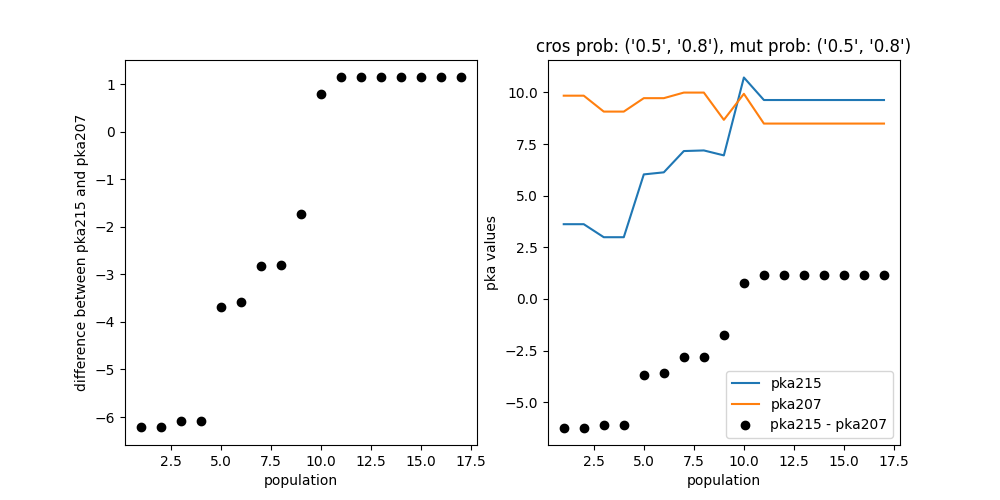 difference between pka215 and pka207
1
0
−1
−2
−3
−4
−5
−6
2.5 5.0 7.5 10.0 12.5 15.0 17.5
population
cros prob: ('0.5', '0.8'), mut prob: ('0.5', '0.8')
pka values
10.0
7.5
5.0
2.5
0.0
−2.5
−5.0
pka215
pka207
pka215 - pka207
2.5 5.0 7.5 10.0 12.5 15.0 17.5
population